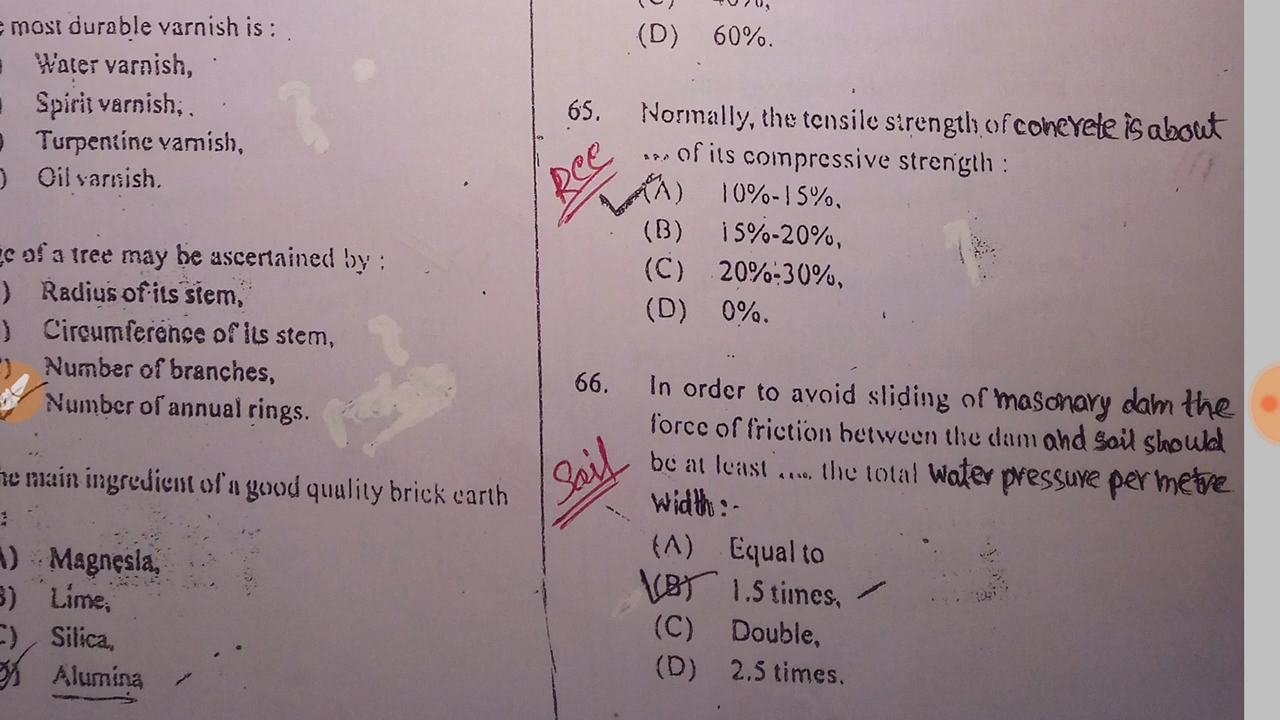 most durable varnish is :
Water varnish,
Spirit varnish;
Turpentine varnish,
Oil varnish.
of a tree may be ascertained by :
) Radius of its stem,
) Circumference of its stem,
) Number of branches,
Number of annual rings.
main ingredient of a good quality brick earth
:
) Magnesia,
) Lime,
) Silica,
Alumina
(D) 60%.
65. Normally, the tensile strength of concrete is about
.... of its compressive strength :
RCC
(A) 10%-15%,
(B) 15%-20%,
(C) 20%-30%,
(D) 0%.
66. In order to avoid sliding of masonary dam the
force of friction between the dam and soil should
be at least ..... the total water pressure per metre
Soil
width:-
(A) Equal to
(B) 1.5 times,
(C) Double,
(D) 2.5 times.